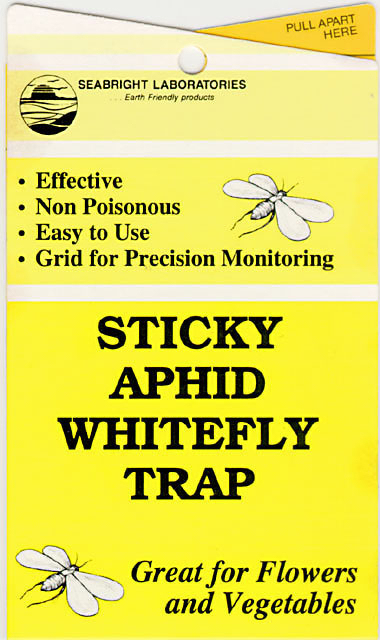 PULL APART
HERE
SEABRIGHT LABORATORIES
. . . Earth Friendly products
• Effective
• Non Poisonous
• Easy to Use
• Grid for Precision Monitoring
STICKY
APHID
WHITEFLY
TRAP
Great for Flowers
and Vegetables